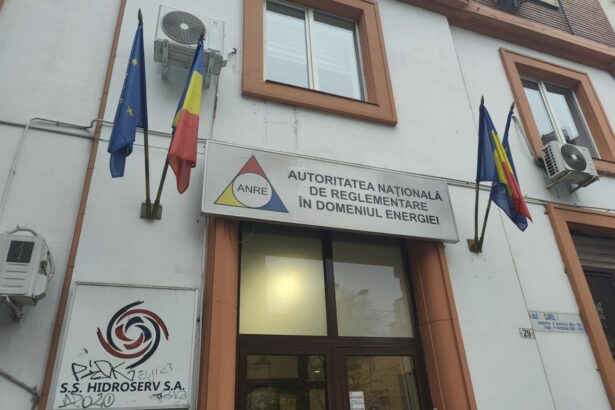 ANRE
AUTORITATEA NAȚIONALĂ
DE REGLEMENTARE
ÎN DOMENIUL ENERGIEI
S.S. HIDROSERV S.A.
29